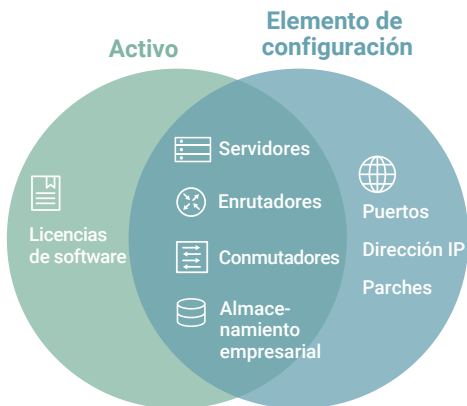 Activo
Elemento de
configuración
Licencias
de software
Servidores
Enrutadores
Conmutadores
Almace-
namiento
empresarial
Puertos
Dirección IP
Parches